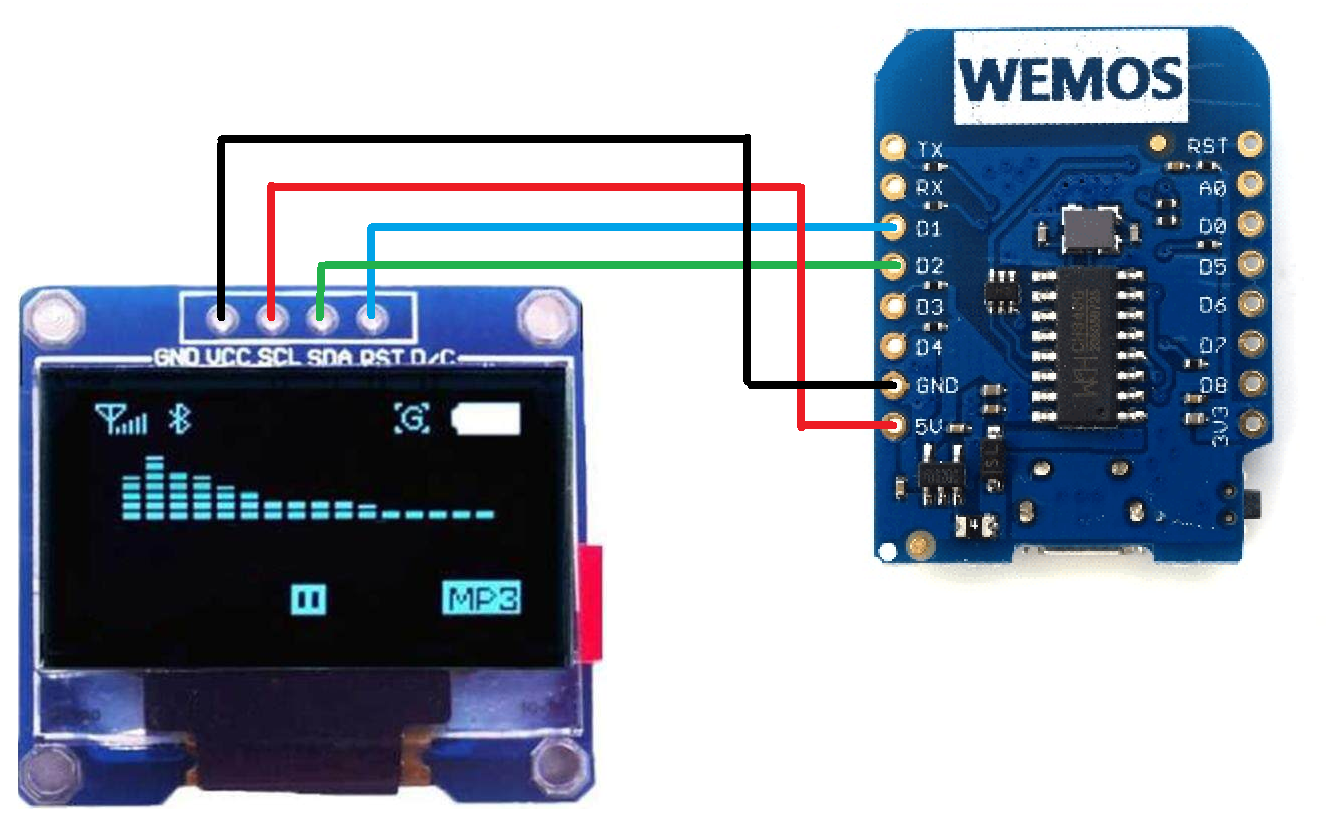 WEMOS
TX
RX
D1
D2
D3
D4
GND
5V
RST
A0
D0
D5
D6
D7
D8
3V3
GND VCC SCL SDA RST D/C
G
MP3
4